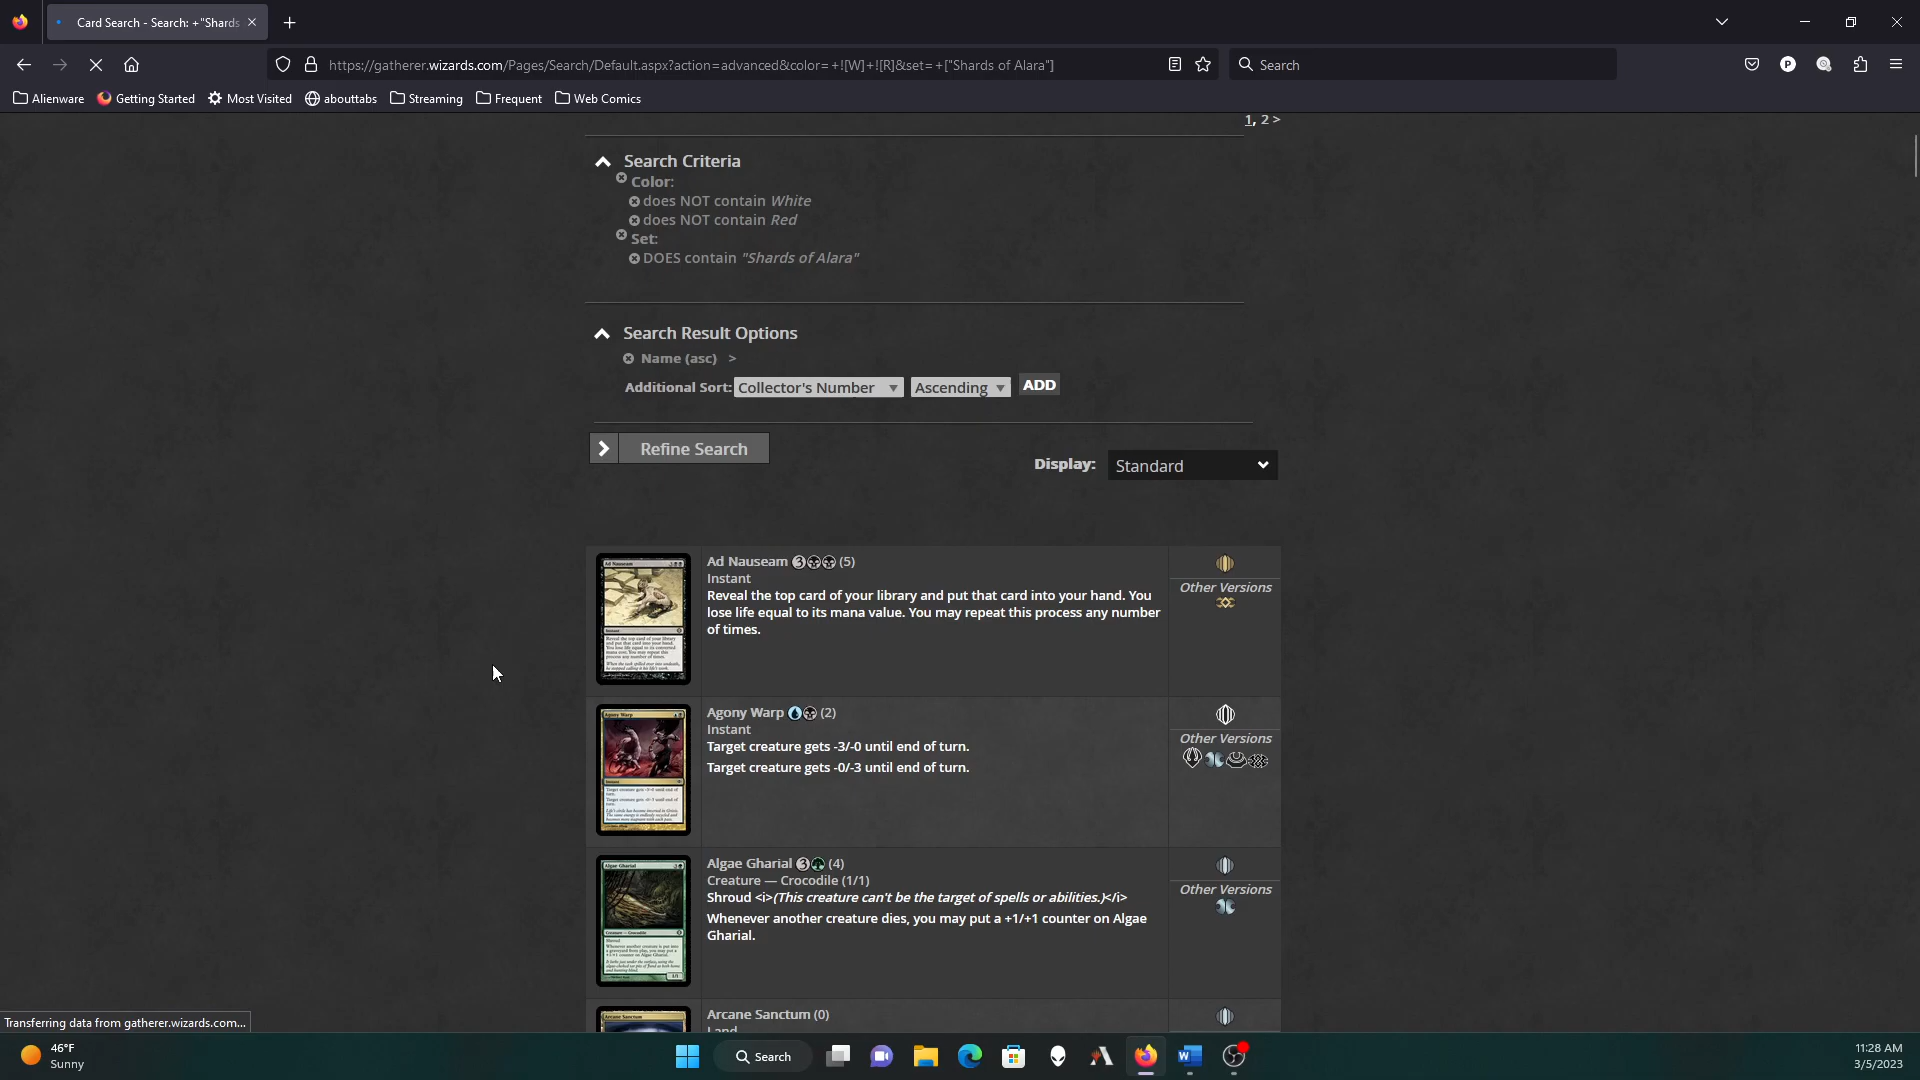 Card Search - Search: +"Shards
https://gatherer.wizards.com/Pages/Search/Default.aspx?action=advanced&color=+![W]+![R]&set=+["Shards of Alara"]
Search
Alienware
Getting Started
Most Visited
abouttabs
Streaming
Frequent
Web Comics
1, 2 >
Search Criteria
Color:
does NOT contain White
does NOT contain Red
Set:
DOES contain "Shards of Alara"
Search Result Options
Name (asc) >
Additional Sort: Collector's Number Ascending ADD
Refine Search
Display: Standard
Ad Nauseam 3 (5)
Instant
Reveal the top card of your library and put that card into your hand. You
lose life equal to its mana value. You may repeat this process any number
of times.
Other Versions
Agony Warp (2)
Instant
Target creature gets -3/-0 until end of turn.
Target creature gets -0/-3 until end of turn.
Other Versions
Algae Gharial 3 (4)
Creature — Crocodile (1/1)
Shroud <i>(This creature can't be the target of spells or abilities.)</i>
Whenever another creature dies, you may put a +1/+1 counter on Algae
Gharial.
Other Versions
Arcane Sanctum (0)
Land
Transferring data from gatherer.wizards.com...
46°F
Sunny
Search
11:28 AM
3/5/2023